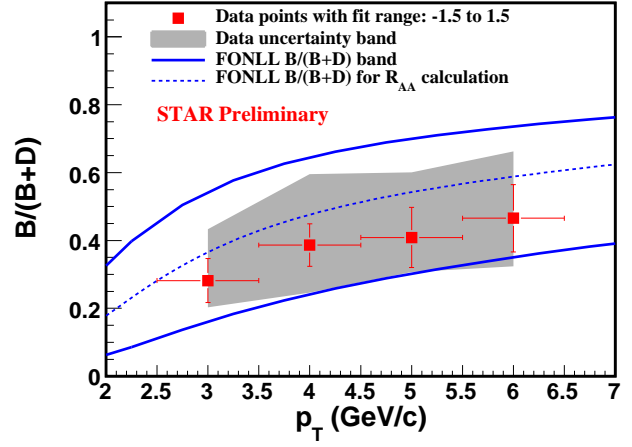 Data points with fit range: -1.5 to 1.5
Data uncertainty band
FONLL B/(B+D) band
FONLL B/(B+D) for R_AA calculation
STAR Preliminary
B/(B+D)
1
0.8
0.6
0.4
0.2
0
2 2.5 3 3.5 4 4.5 5 5.5 6 6.5 7
p_T (GeV/c)